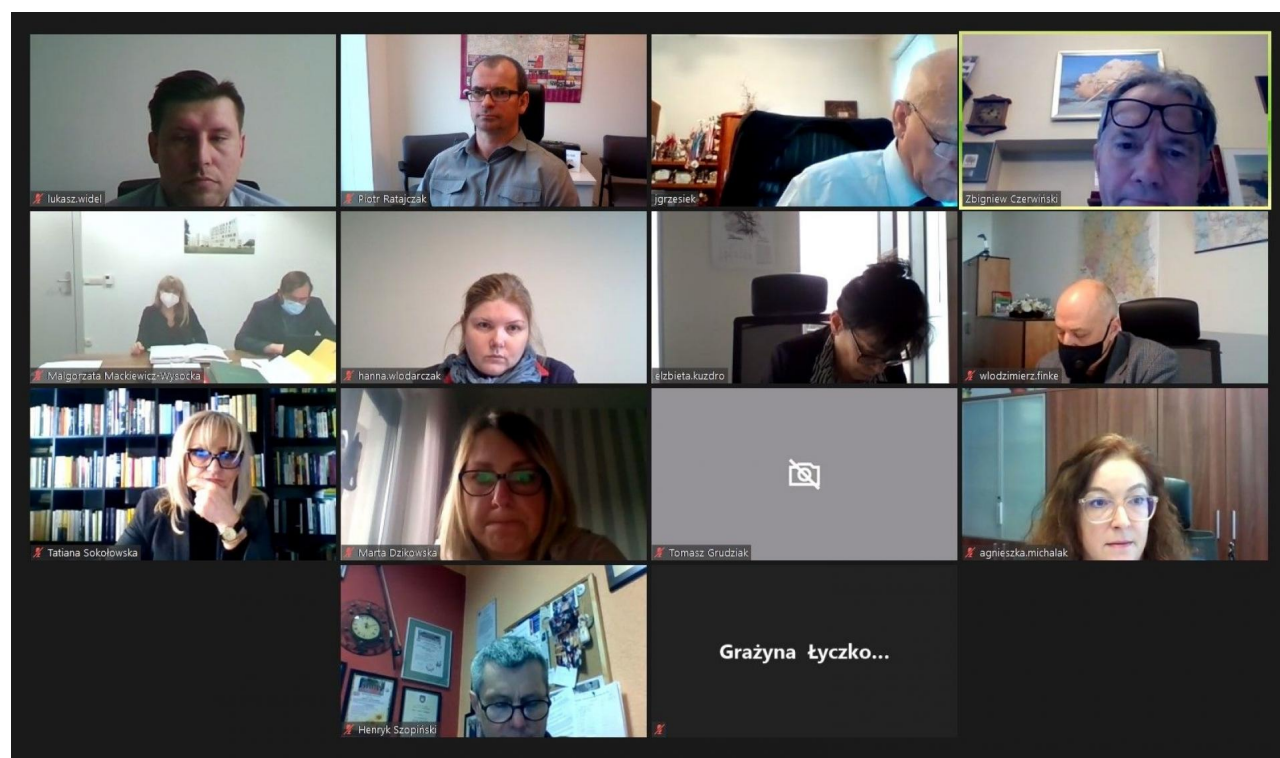 lukasz.widel
Piotr Ratajczak
jgrzesiek
Zbigniew Czerwiński
Małgorzata Mackiewicz-Wysocka
hanna.wlodarczak
elzbieta.kuzdro
wlodzimierz.finke
Tatiana Sokołowska
Marta Dzikowska
Tomasz Grudziak
agnieszka.michalak
Henryk Szopiński
Grażyna Łyczko...